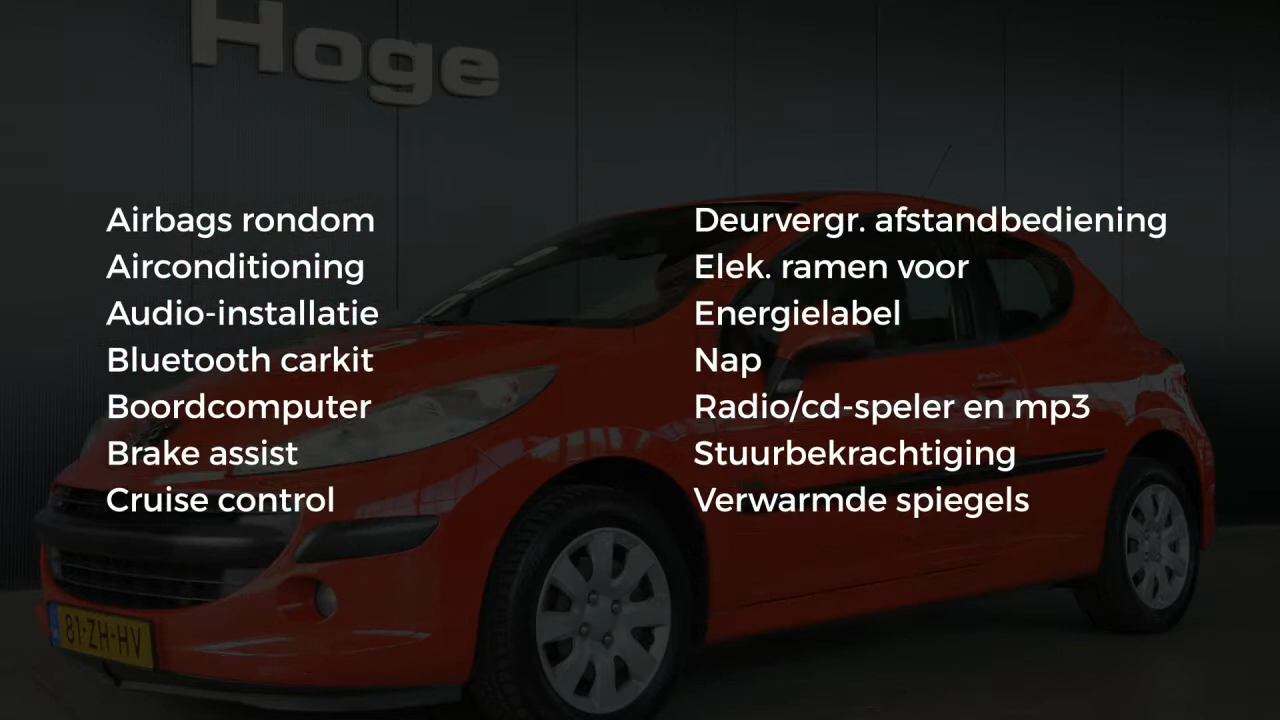 Hoge
Airbags rondom
Airconditioning
Audio-installatie
Bluetooth carkit
Boordcomputer
Brake assist
Cruise control
Deurvergr. afstandbediening
Elek. ramen voor
Energielabel
Nap
Radio/cd-speler en mp3
Stuurbekrachtiging
Verwarmde spiegels
81-ZH-HV